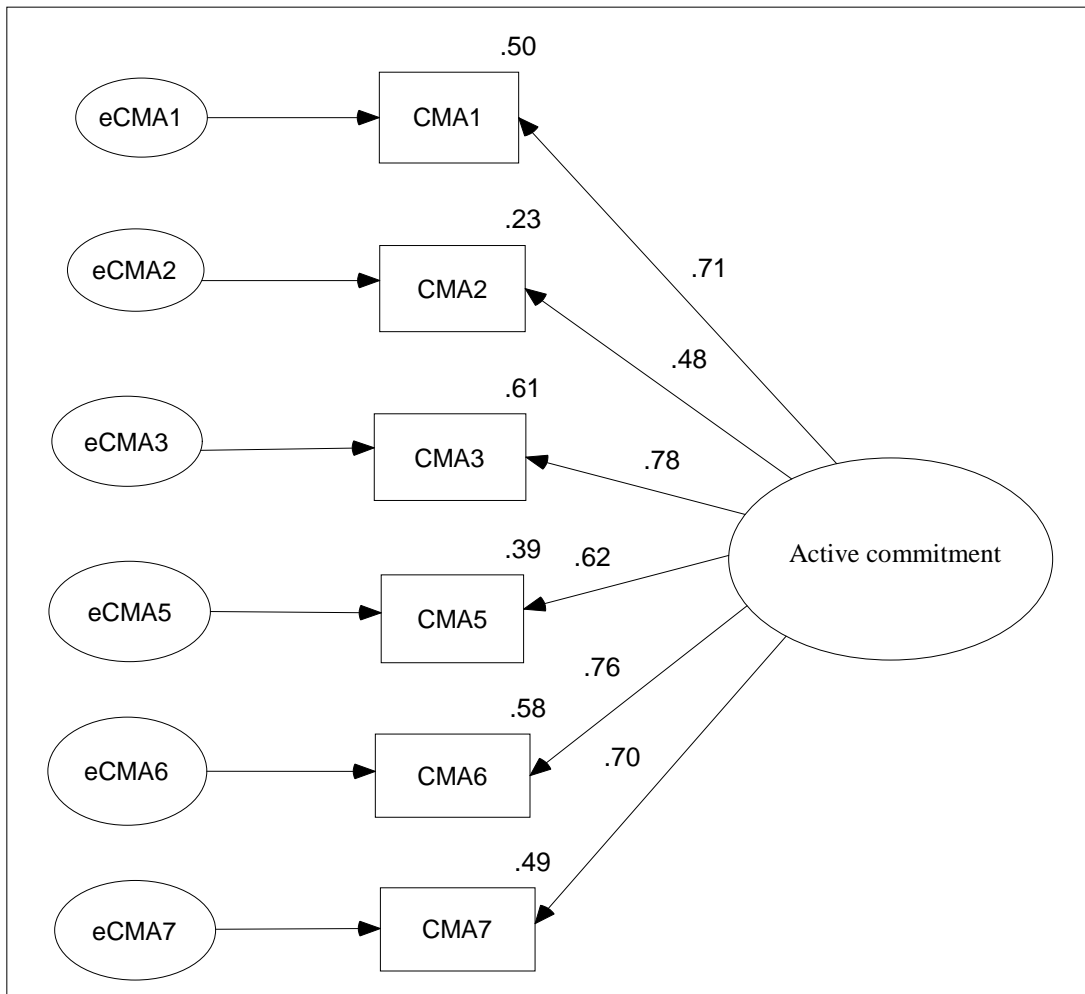 .50
eCMA1
CMA1
.71
.23
eCMA2
CMA2
.48
.61
eCMA3
CMA3
.78
Active commitment
.39
eCMA5
CMA5
.62
.58
eCMA6
CMA6
.76
.70
.49
eCMA7
CMA7